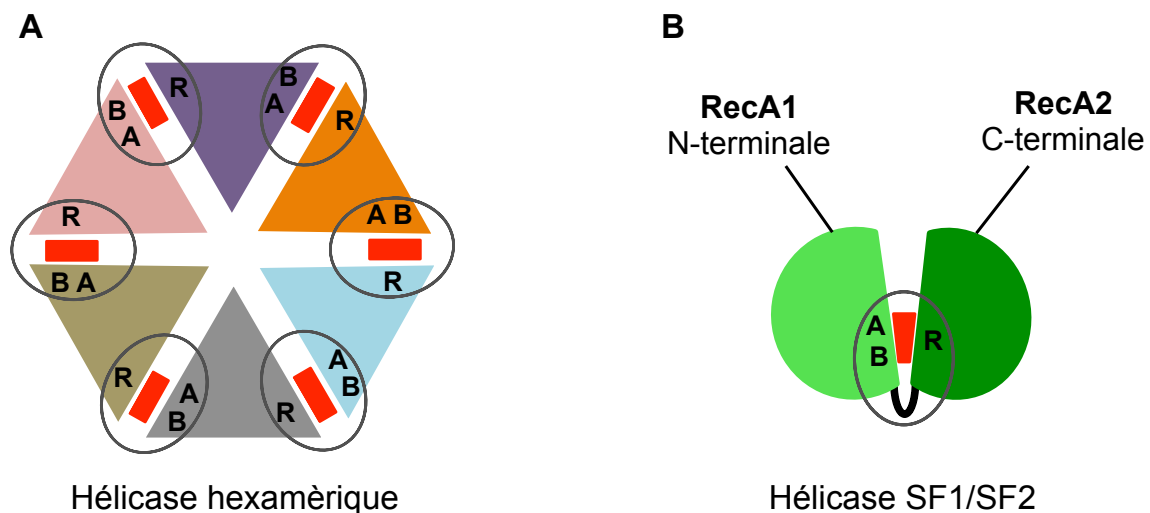 A
B
R
B
A
R
B
A
R
R
A B
B A
R
R
A
B
R
A
B
Hélicase hexamèrique
B
RecA1
N-terminale
RecA2
C-terminale
A
B
R
Hélicase SF1/SF2